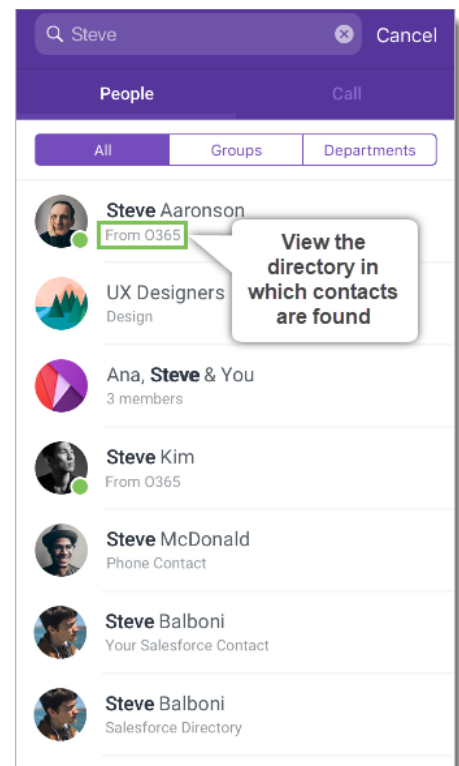 Steve
Cancel
People
Call
All
Groups
Departments
Steve Aaronson
From O365
View the
directory in
which contacts
are found
UX Designers
Design
Ana, Steve & You
3 members
Steve Kim
From O365
Steve McDonald
Phone Contact
Steve Balboni
Your Salesforce Contact
Steve Balboni
Salesforce Directory